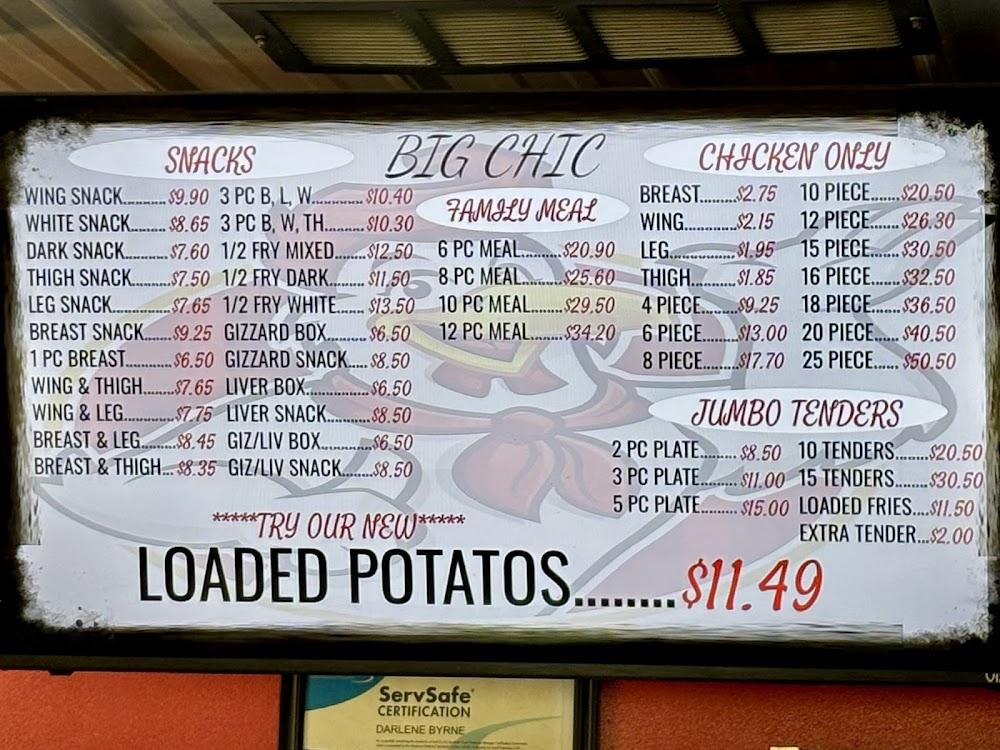 BIG CHIC
SNACKS
WING SNACK..........$9.90
WHITE SNACK.........$8.65
DARK SNACK..........$7.60
THIGH SNACK.........$7.50
LEG SNACK...........$7.65
BREAST SNACK.......$9.25
1 PC BREAST..........$6.50
WING & THIGH.......$7.65
WING & LEG...........$7.75
BREAST & LEG........$8.45
BREAST & THIGH...$8.35
3 PC B, L, W.............$10.40
3 PC B, W, TH..........$10.30
1/2 FRY MIXED.......$12.50
1/2 FRY DARK.........$11.50
1/2 FRY WHITE.......$13.50
GIZZARD BOX..........$6.50
GIZZARD SNACK.....$8.50
LIVER BOX..............$6.50
LIVER SNACK..........$8.50
GIZ/LIV BOX...........$6.50
GIZ/LIV SNACK........$8.50
FAMILY MEAL
6 PC MEAL..........$20.90
8 PC MEAL..........$25.60
10 PC MEAL.........$29.50
12 PC MEAL.........$34.20
CHICKEN ONLY
BREAST........$2.75
WING...........$2.15
LEG..............$1.95
THIGH..........$1.85
4 PIECE........$9.25
6 PIECE........$13.00
8 PIECE........$17.70
10 PIECE......$20.50
12 PIECE......$26.30
15 PIECE......$30.50
16 PIECE......$32.50
18 PIECE......$36.50
20 PIECE......$40.50
25 PIECE......$50.50
JUMBO TENDERS
2 PC PLATE........$8.50
3 PC PLATE........$11.00
5 PC PLATE........$15.00
10 TENDERS........$20.50
15 TENDERS........$30.50
LOADED FRIES....$11.50
EXTRA TENDER...$2.00
*****TRY OUR NEW*****
LOADED POTATOS........$11.49
ServSafe®
CERTIFICATION
DARLENE BYRNE